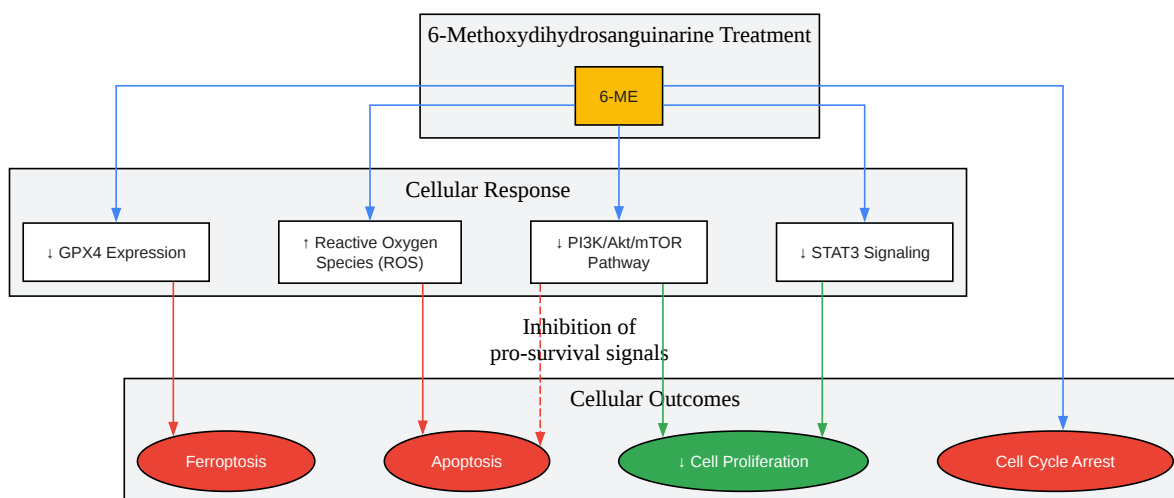 6-Methoxydihydrosanguinarine Treatment
6-ME
Cellular Response
↓ GPX4 Expression
↑ Reactive Oxygen
Species (ROS)
↓ PI3K/Akt/mTOR
Pathway
↓ STAT3 Signaling
Inhibition of
pro-survival signals
Cellular Outcomes
Ferroptosis
Apoptosis
↓ Cell Proliferation
Cell Cycle Arrest